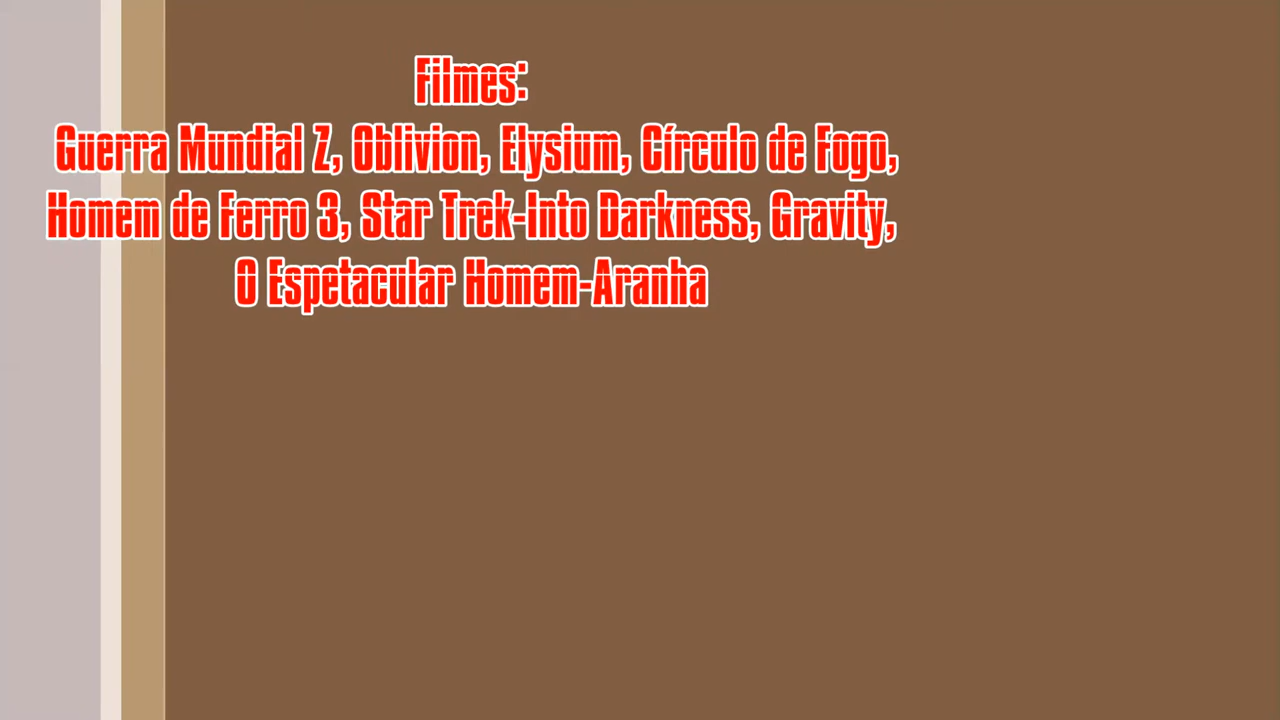 Filmes:
Guerra Mundial Z, Oblivion, Elysium, Círculo de Fogo,
Homem de Ferro 3, Star Trek-Into Darkness, Gravity,
O Espetacular Homem-Aranha